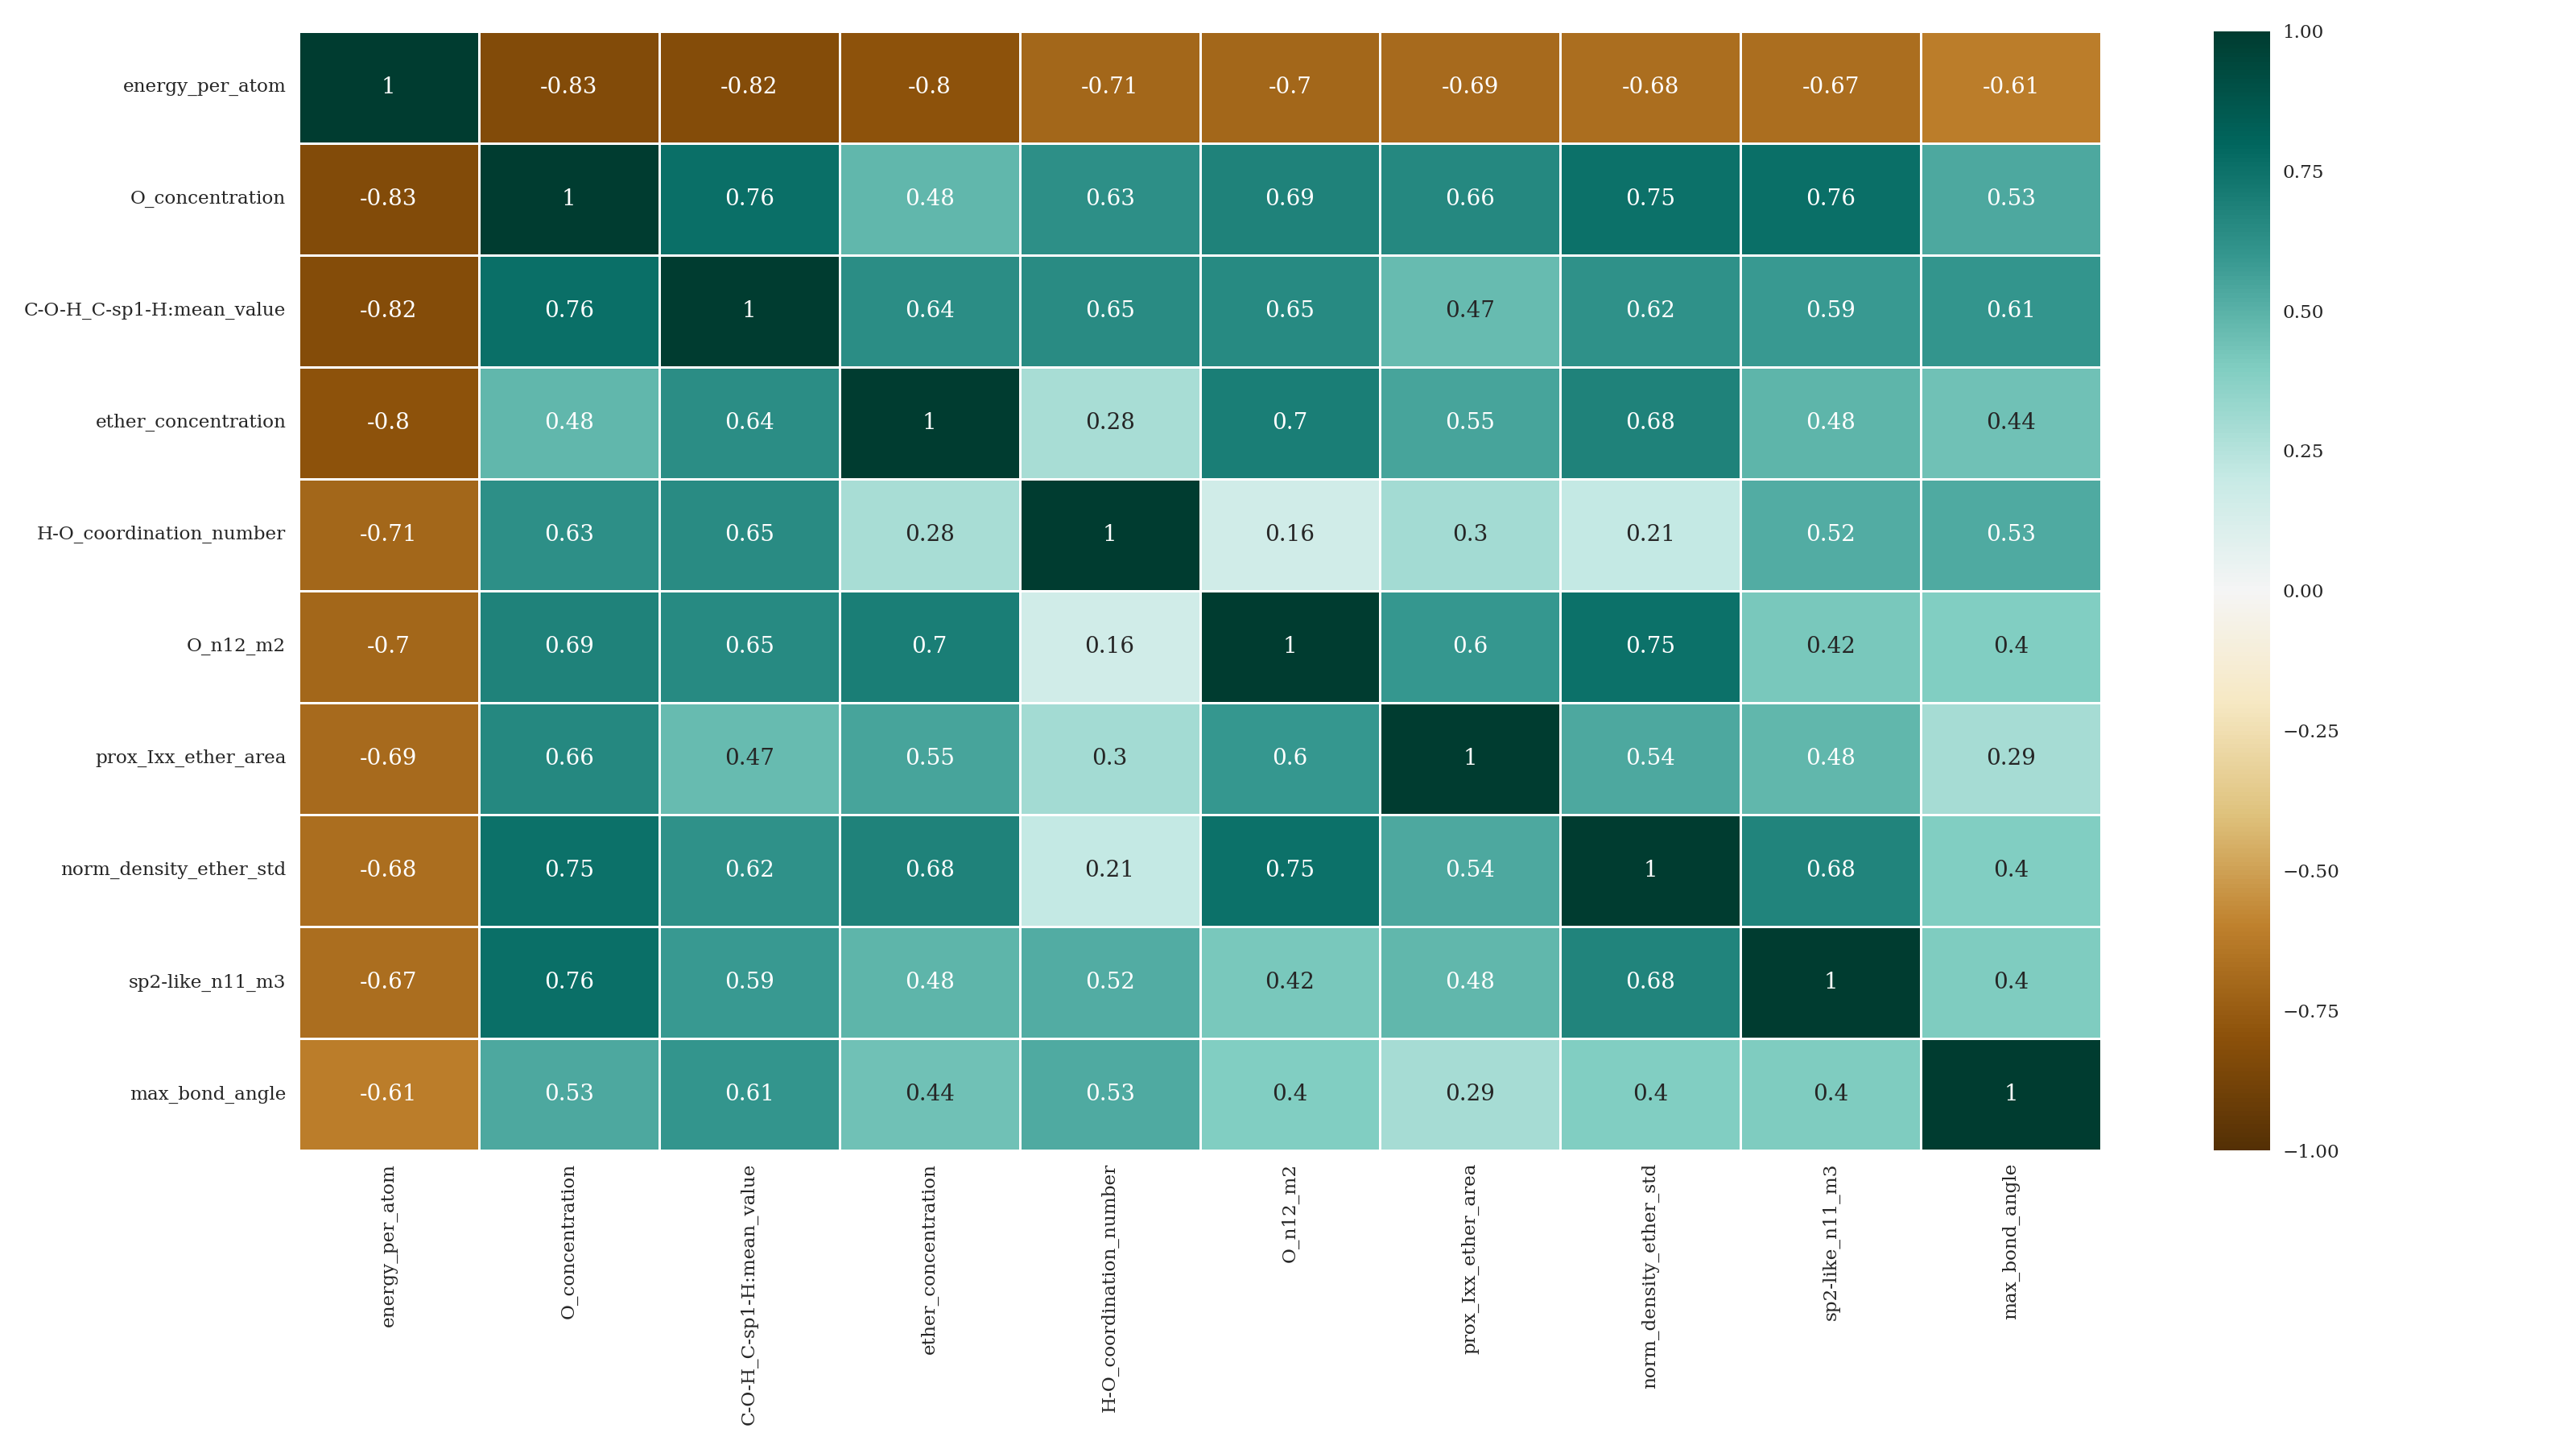 energy_per_atom 1 -0.83 -0.82 -0.8 -0.71 -0.7 -0.69 -0.68 -0.67 -0.61
O_concentration -0.83 1 0.76 0.48 0.63 0.69 0.66 0.75 0.76 0.53
C-O-H_C-sp1-H:mean_value -0.82 0.76 1 0.64 0.65 0.65 0.47 0.62 0.59 0.61
ether_concentration -0.8 0.48 0.64 1 0.28 0.7 0.55 0.68 0.48 0.44
H-O_coordination_number -0.71 0.63 0.65 0.28 1 0.16 0.3 0.21 0.52 0.53
O_n12_m2 -0.7 0.69 0.65 0.7 0.16 1 0.6 0.75 0.42 0.4
prox_Ixx_ether_area -0.69 0.66 0.47 0.55 0.3 0.6 1 0.54 0.48 0.29
norm_density_ether_std -0.68 0.75 0.62 0.68 0.21 0.75 0.54 1 0.68 0.4
sp2-like_n11_m3 -0.67 0.76 0.59 0.48 0.52 0.42 0.48 0.68 1 0.4
max_bond_angle -0.61 0.53 0.61 0.44 0.53 0.4 0.29 0.4 0.4 1
energy_per_atom
O_concentration
C-O-H_C-sp1-H:mean_value
ether_concentration
H-O_coordination_number
O_n12_m2
prox_Ixx_ether_area
norm_density_ether_std
sp2-like_n11_m3
max_bond_angle
1.00
0.75
0.50
0.25
0.00
−0.25
−0.50
−0.75
−1.00